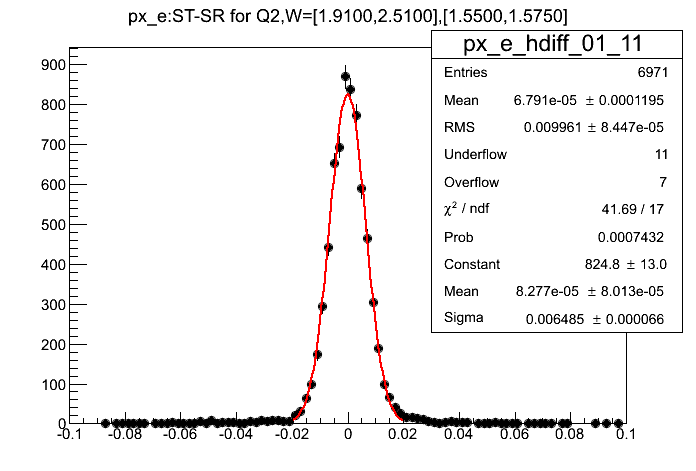 px_e:ST-SR for Q2,W=[1.9100,2.5100],[1.5500,1.5750]
px_e_hdiff_01_11
Entries 6971
Mean 6.791e-05 ± 0.0001195
RMS 0.009961 ± 8.447e-05
Underflow 11
Overflow 7
χ² / ndf 41.69 / 17
Prob 0.0007432
Constant 824.8 ± 13.0
Mean 8.277e-05 ± 8.013e-05
Sigma 0.006485 ± 0.000066
900
800
700
600
500
400
300
200
100
0
-0.1 -0.08 -0.06 -0.04 -0.02 0 0.02 0.04 0.06 0.08 0.1